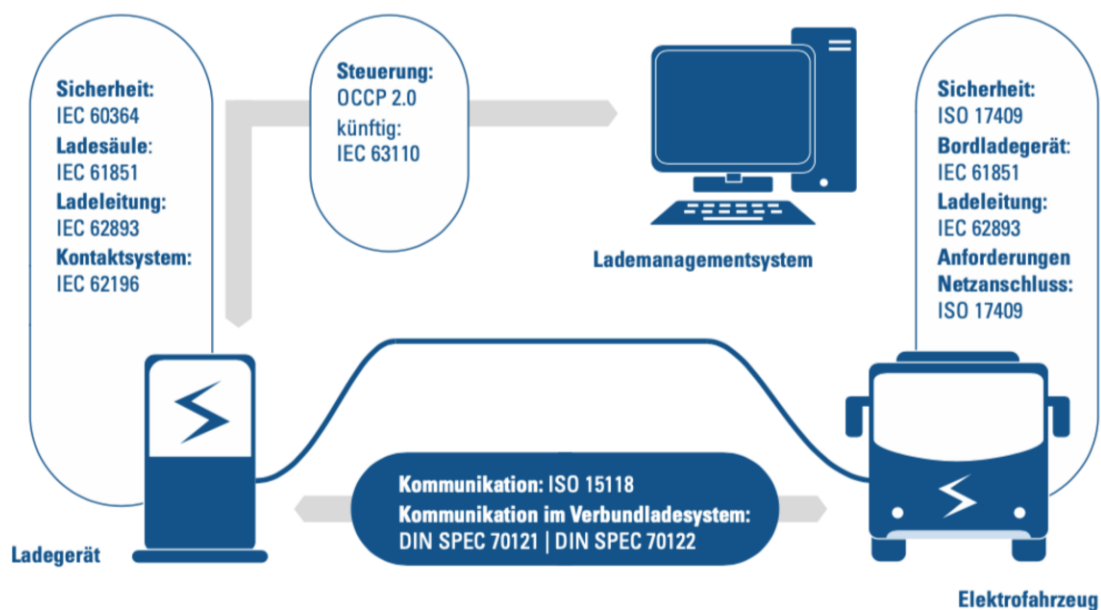 Sicherheit:
IEC 60364
Ladesäule:
IEC 61851
Ladeleitung:
IEC 62893
Kontaktsystem:
IEC 62196
Steuerung:
OCCP 2.0
künftig:
IEC 63110
Lademanagementsystem
Sicherheit:
ISO 17409
Bordladegerät:
IEC 61851
Ladeleitung:
IEC 62893
Anforderungen
Netzanschluss:
ISO 17409
Kommunikation: ISO 15118
Kommunikation im Verbundladesystem:
DIN SPEC 70121 | DIN SPEC 70122
Ladegerät
Elektrofahrzeug